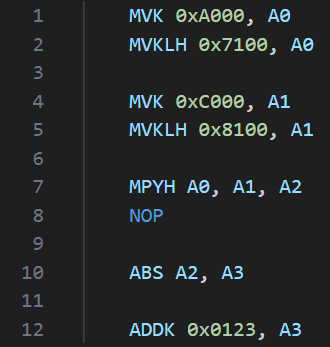 1 MVK 0xA000, A0
2 MVKLH 0x7100, A0
3
4 MVK 0xC000, A1
5 MVKLH 0x8100, A1
6
7 MPYH A0, A1, A2
8 NOP
9
10 ABS A2, A3
11
12 ADDK 0x0123, A3